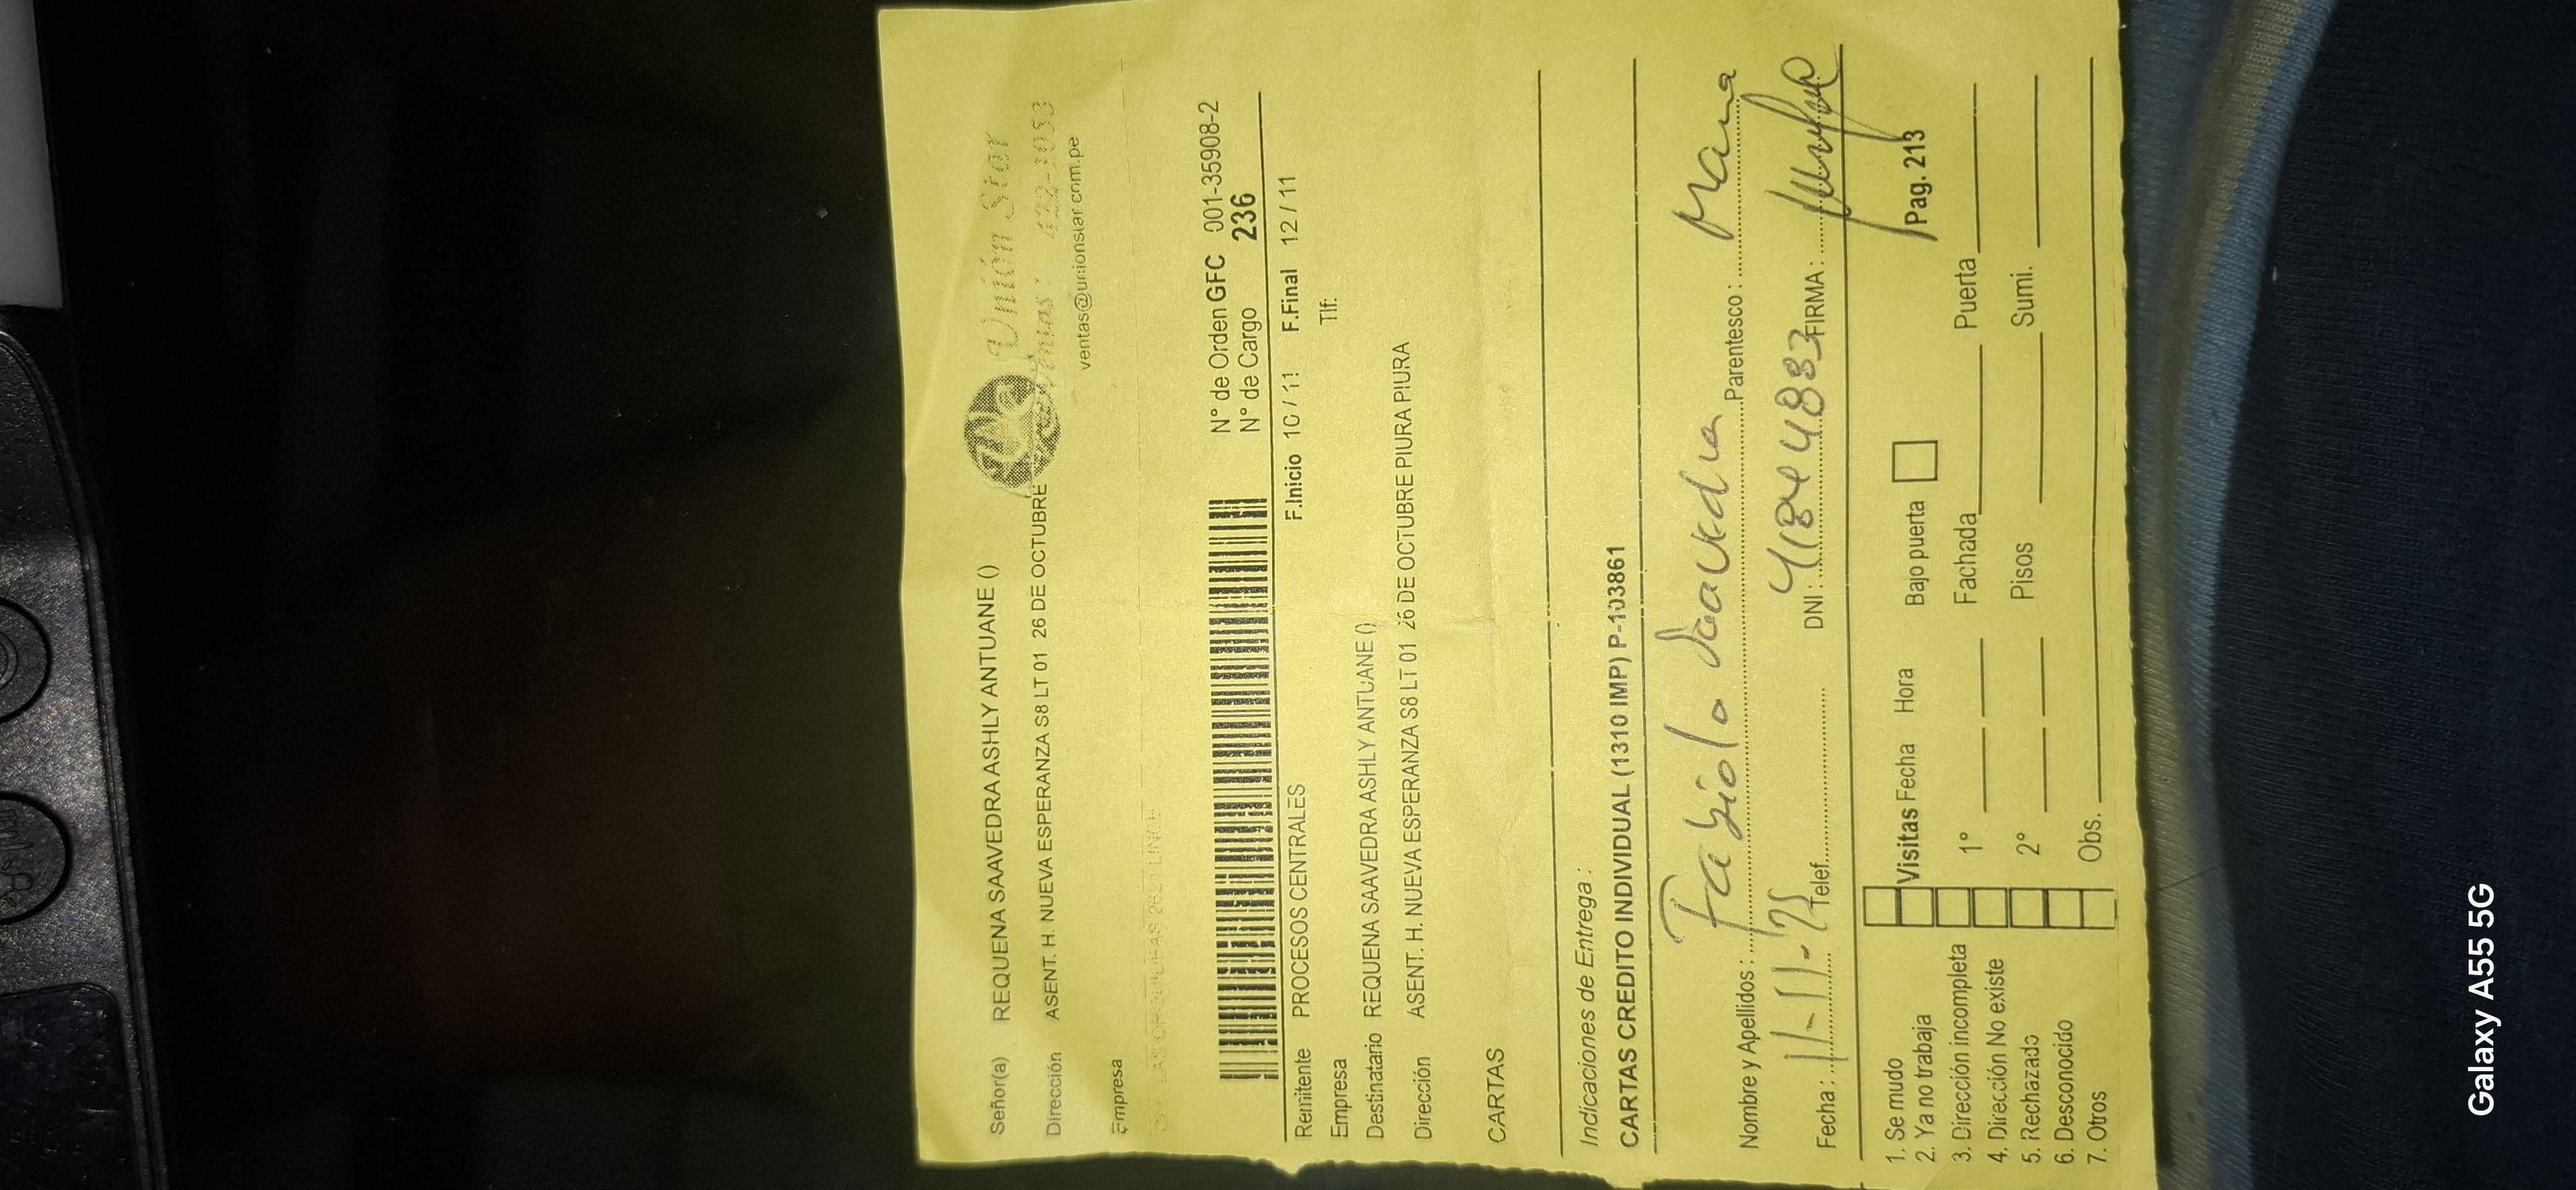 Unión Star
Ventas: 422-1053
ventas@unionstar.com.pe
Señor(a) REQUENA SAAVEDRA ASHLY ANTUANE ()
Dirección ASENT. H. NUEVA ESPERANZA S8 LT 01 26 DE OCTUBRE
Empresa
N° de Orden GFC 001-35908-2
N° de Cargo 236
Remitente PROCESOS CENTRALES F.Inicio 10 / 11 F.Final 12 / 11
Empresa Tlf:
Destinatario REQUENA SAAVEDRA ASHLY ANTUANE ()
Dirección ASENT. H. NUEVA ESPERANZA S8 LT 01 26 DE OCTUBRE PIURA PIURA
CARTAS
Indicaciones de Entrega :
CARTAS CREDITO INDIVIDUAL (1310 IMP) P-103861
Nombre y Apellidos : Fabiola Saavedra Parentesco : Mama
Fecha : 11-11-25 Telef. DNI : 41844883 FIRMA :
1. Se mudo
2. Ya no trabaja Visitas Fecha Hora Bajo puerta Pag. 213
3. Dirección incompleta
4. Dirección No existe 1° Fachada Puerta
5. Rechazado 2° Pisos Sumi.
6. Desconocido
7. Otros Obs.
Galaxy A55 5G